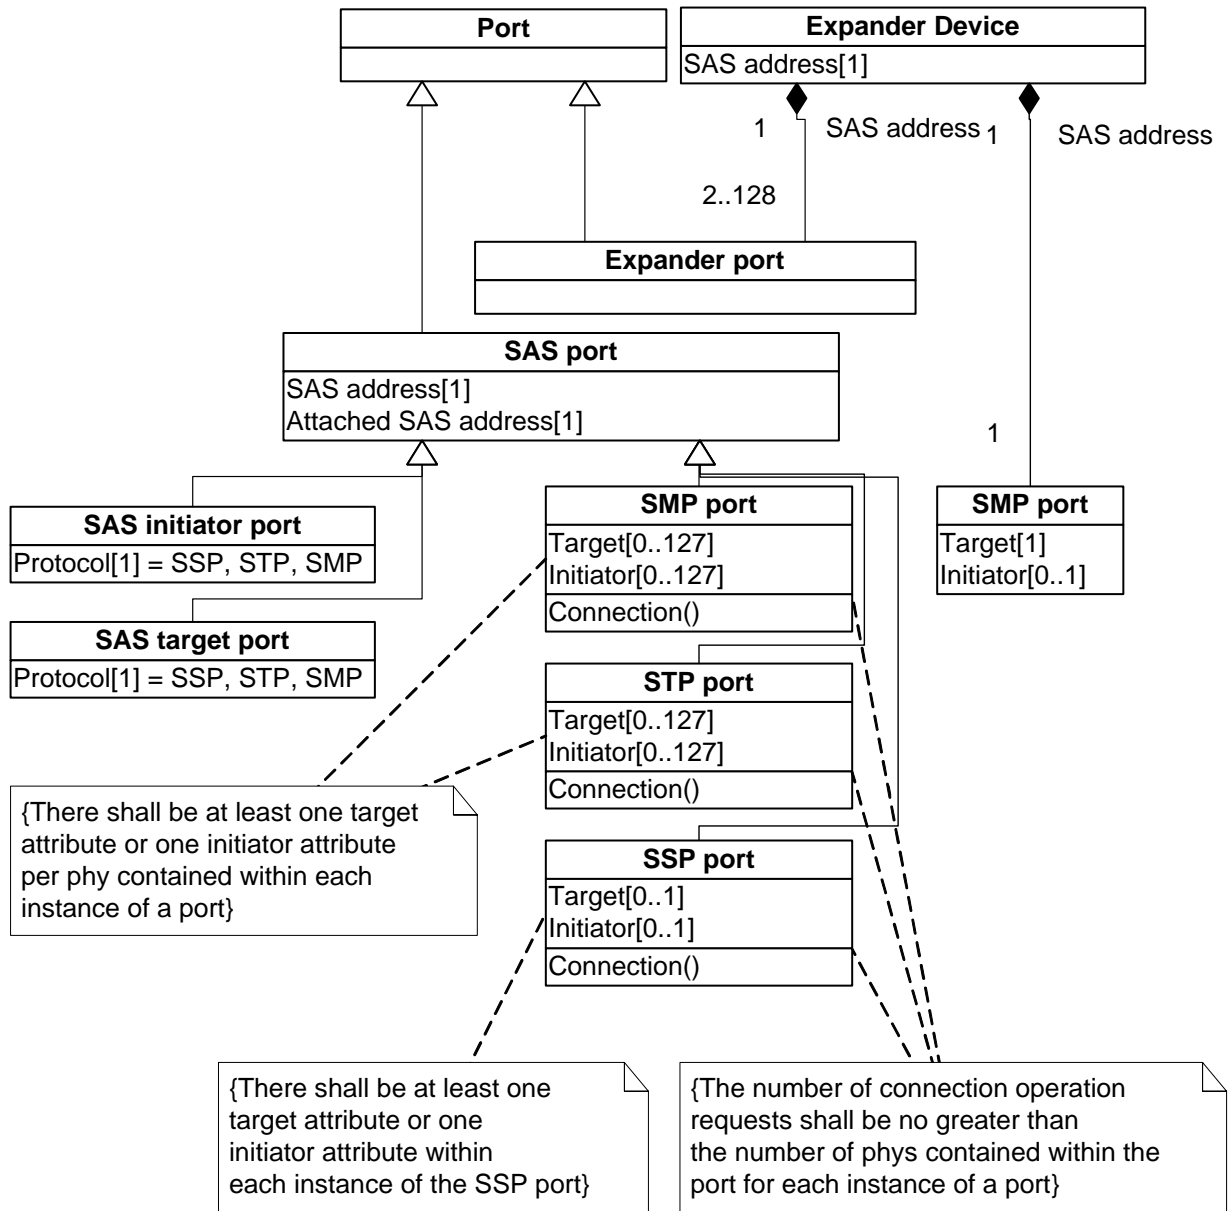 Port
Expander Device
SAS address[1]
1
SAS address
1
SAS address
2..128
Expander port
SAS port
SAS address[1]
Attached SAS address[1]
1
SAS initiator port
Protocol[1] = SSP, STP, SMP
SAS target port
Protocol[1] = SSP, STP, SMP
SMP port
Target[0..127]
Initiator[0..127]
Connection()
SMP port
Target[1]
Initiator[0..1]
STP port
Target[0..127]
Initiator[0..127]
Connection()
{There shall be at least one target
attribute or one initiator attribute
per phy contained within each
instance of a port}
SSP port
Target[0..1]
Initiator[0..1]
Connection()
{There shall be at least one
target attribute or one
initiator attribute within
each instance of the SSP port}
{The number of connection operation
requests shall be no greater than
the number of phys contained within the
port for each instance of a port}